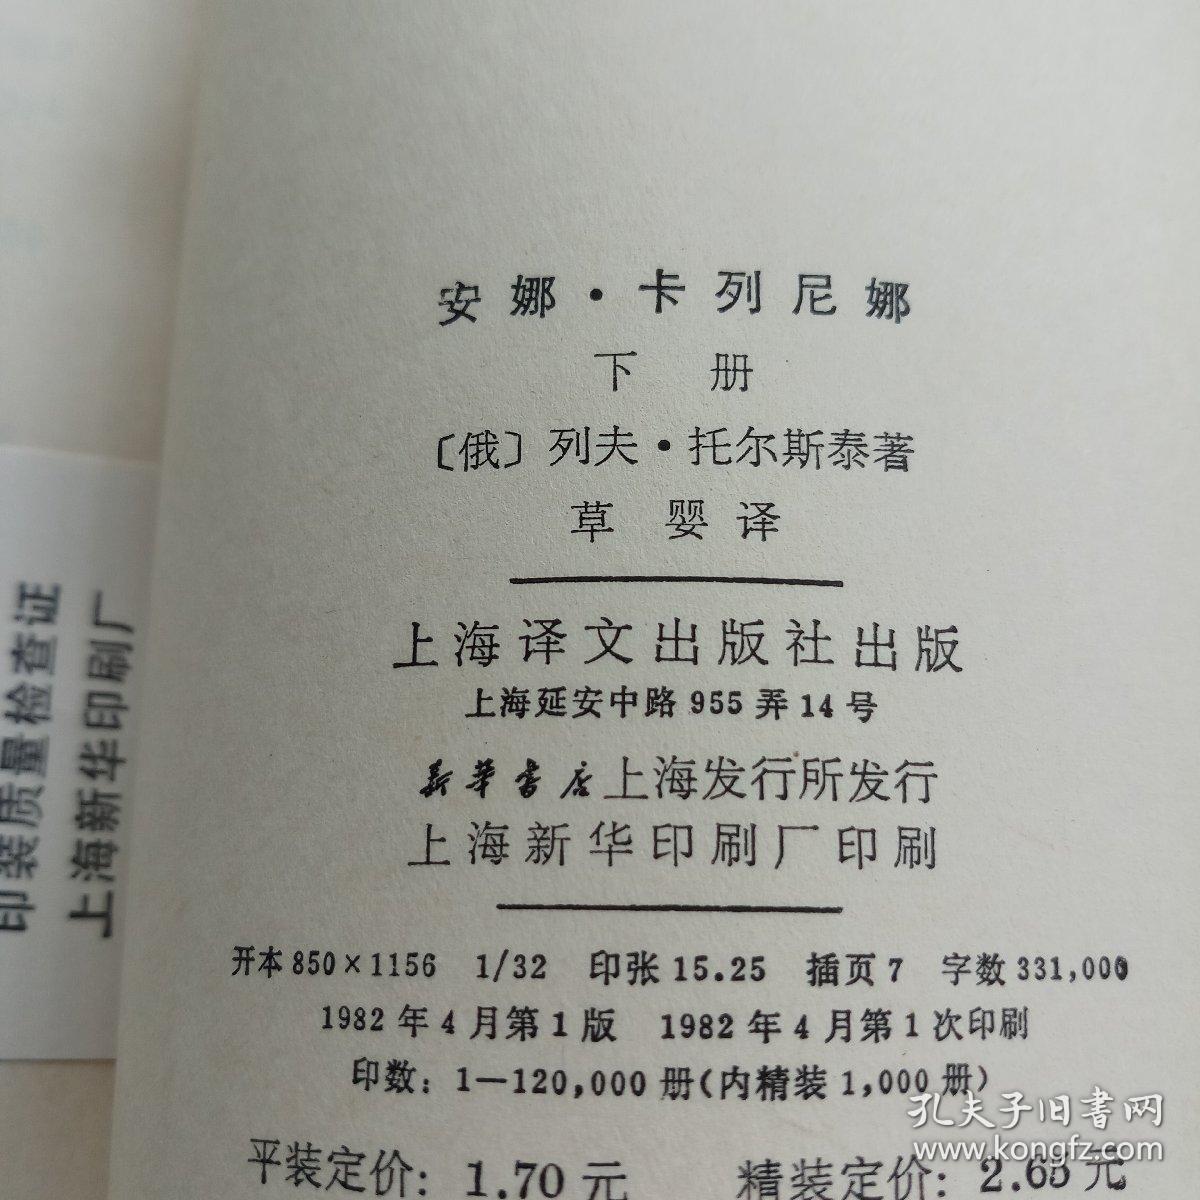 安娜·卡列尼娜
下册
〔俄〕列夫·托尔斯泰著
草婴译
上海译文出版社出版
上海延安中路955弄14号
新华书店上海发行所发行
上海新华印刷厂印刷
开本850×1156 1/32 印张15.25 插页7 字数331,000
1982年4月第1版 1982年4月第1次印刷
印数：1—120,000册(内精装1,000册)
平装定价：1.70元 精装定价：2.65元
印装质量检查证
上海新华印刷厂
孔夫子旧书网
www.kongfz.com